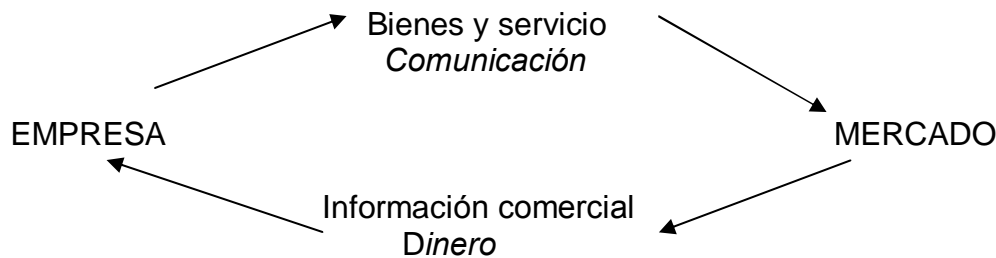 Bienes y servicio
Comunicación
EMPRESA
MERCADO
Información comercial
Dinero